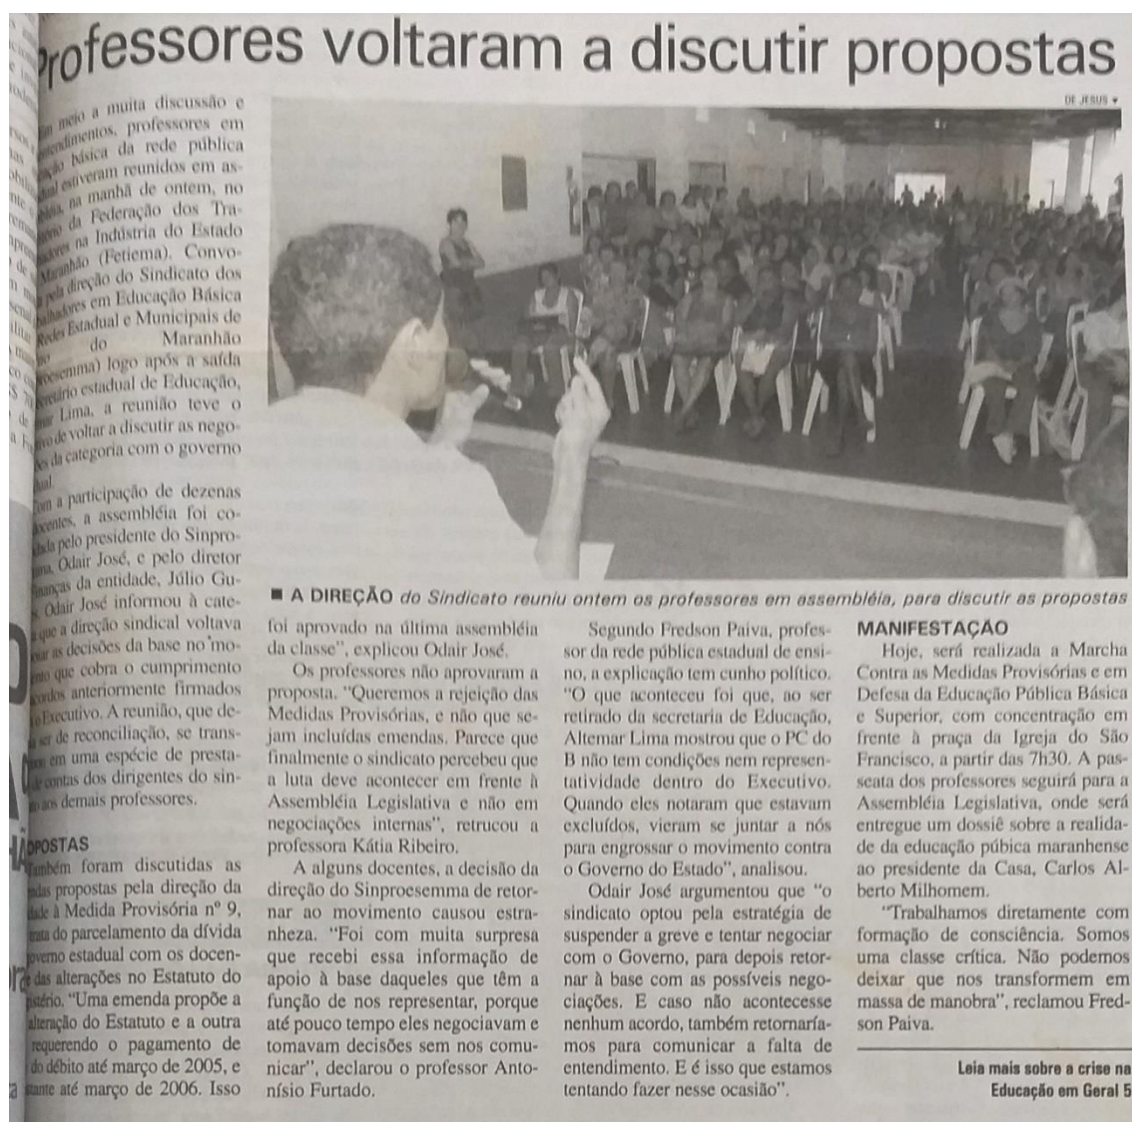 Professores voltaram a discutir propostas
DE JESUS
Em meio a muita discussão e
entendimentos, professores em
educação básica da rede pública
estadual estiveram reunidos em as-
sembléia, na manhã de ontem, no
da Federação dos Tra-
balhadores na Indústria do Estado
Maranhão (Fetiema). Convo-
pela direção do Sindicato dos
Trabalhadores em Educação Básica
Redes Estadual e Municipais de
do Maranhão
(Sinproesemma) logo após a saída
secretário estadual de Educação,
Altemar Lima, a reunião teve o
de voltar a discutir as nego-
da categoria com o governo
Com a participação de dezenas
docentes, a assembléia foi co-
pelo presidente do Sinpro-
Odair José, e pelo diretor
finanças da entidade, Júlio Gu-
Odair José informou à cate-
que a direção sindical voltava
as decisões da base no mo-
que cobra o cumprimento
acordos anteriormente firmados
o Executivo. A reunião, que de-
ser de reconciliação, se trans-
em uma espécie de presta-
de contas dos dirigentes do sin-
aos demais professores.
OPOSTAS
Também foram discutidas as
propostas pela direção da
à Medida Provisória nº 9,
trata do parcelamento da dívida
governo estadual com os docen-
das alterações no Estatuto do
"Uma emenda propõe a
alteração do Estatuto e a outra
requerendo o pagamento de
do débito até março de 2005, e
até março de 2006. Isso
■ A DIREÇÃO do Sindicato reuniu ontem os professores em assembléia, para discutir as propostas
foi aprovado na última assembléia
da classe", explicou Odair José.
Os professores não aprovaram a
proposta. "Queremos a rejeição das
Medidas Provisórias, e não que se-
jam incluídas emendas. Parece que
finalmente o sindicato percebeu que
a luta deve acontecer em frente à
Assembléia Legislativa e não em
negociações internas", retrucou a
professora Kátia Ribeiro.
A alguns docentes, a decisão da
direção do Sinproesemma de retor-
nar ao movimento causou estra-
nheza. "Foi com muita surpresa
que recebi essa informação de
apoio à base daqueles que têm a
função de nos representar, porque
até pouco tempo eles negociavam e
tomavam decisões sem nos comu-
nicar", declarou o professor Anto-
nísio Furtado.
Segundo Fredson Paiva, profes-
sor da rede pública estadual de ensi-
no, a explicação tem cunho político.
"O que aconteceu foi que, ao ser
retirado da secretaria de Educação,
Altemar Lima mostrou que o PC do
B não tem condições nem represen-
tatividade dentro do Executivo.
Quando eles notaram que estavam
excluídos, vieram se juntar a nós
para engrossar o movimento contra
o Governo do Estado", analisou.
Odair José argumentou que "o
sindicato optou pela estratégia de
suspender a greve e tentar negociar
com o Governo, para depois retor-
nar à base com as possíveis nego-
ciações. E caso não acontecesse
nenhum acordo, também retornaría-
mos para comunicar a falta de
entendimento. E é isso que estamos
tentando fazer nesse ocasião".
MANIFESTAÇÃO
Hoje, será realizada a Marcha
Contra as Medidas Provisórias e em
Defesa da Educação Pública Básica
e Superior, com concentração em
frente à praça da Igreja do São
Francisco, a partir das 7h30. A pas-
seata dos professores seguirá para a
Assembléia Legislativa, onde será
entregue um dossiê sobre a realida-
de da educação púbica maranhense
ao presidente da Casa, Carlos Al-
berto Milhomem.
"Trabalhamos diretamente com
formação de consciência. Somos
uma classe crítica. Não podemos
deixar que nos transformem em
massa de manobra", reclamou Fred-
son Paiva.
Leia mais sobre a crise na
Educação em Geral 5